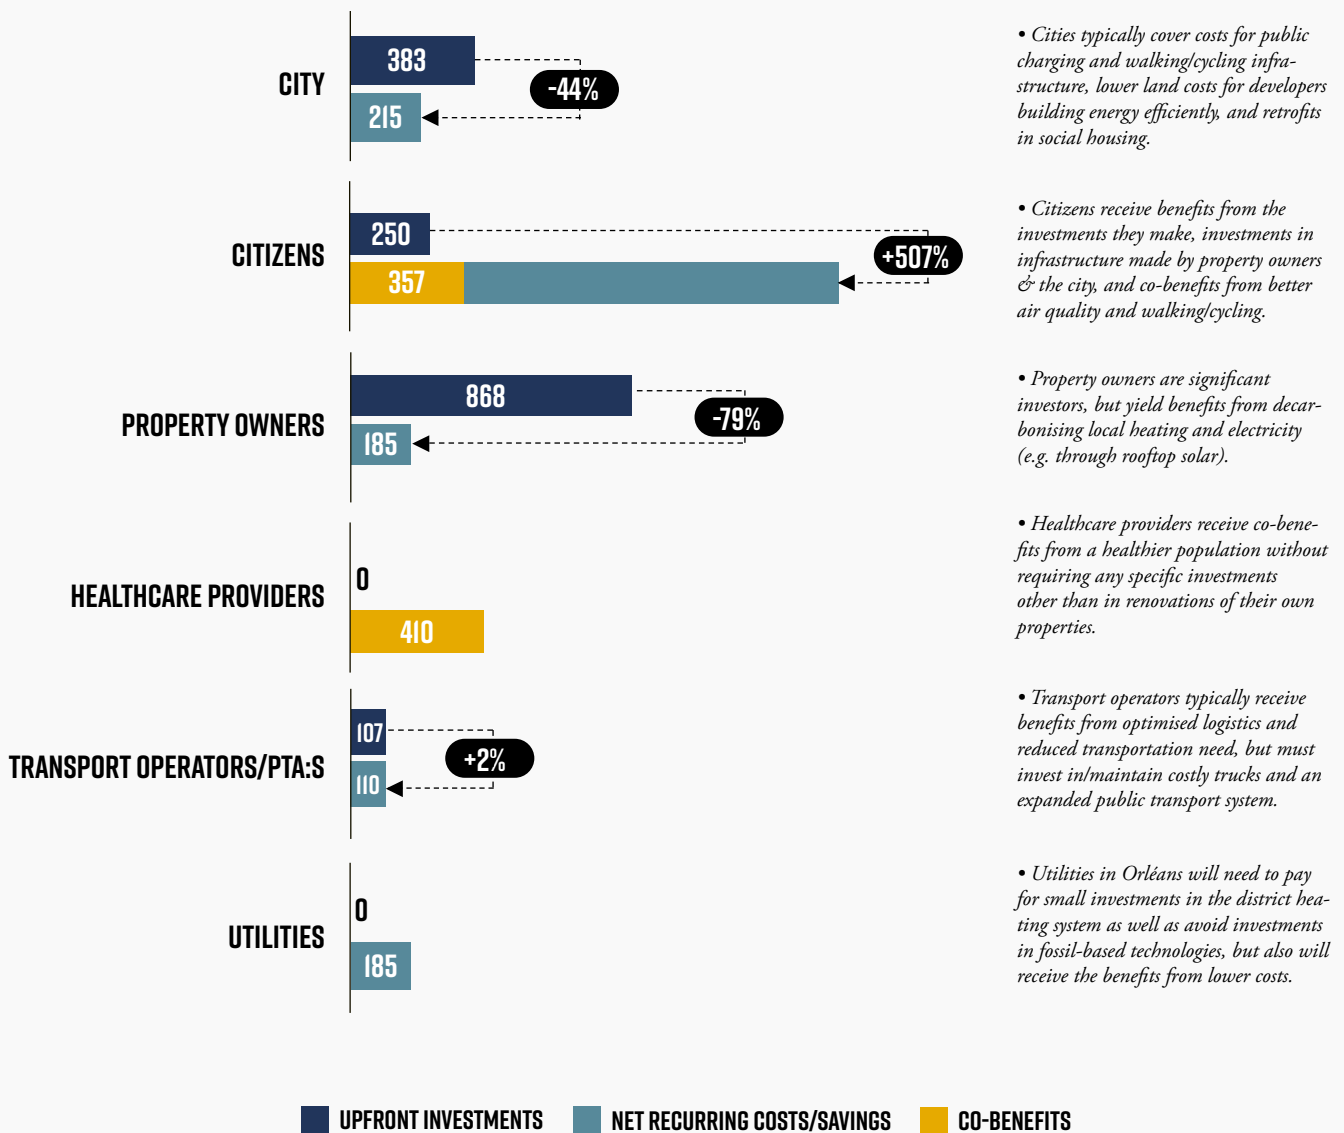 CITY
383
215
-44%
• Cities typically cover costs for public
charging and walking/cycling infra-
structure, lower land costs for developers
building energy efficiently, and retrofits
in social housing.
CITIZENS
250
357
+507%
• Citizens receive benefits from the
investments they make, investments in
infrastructure made by property owners
& the city, and co-benefits from better
air quality and walking/cycling.
PROPERTY OWNERS
868
185
-79%
• Property owners are significant
investors, but yield benefits from decar-
bonising local heating and electricity
(e.g. through rooftop solar).
HEALTHCARE PROVIDERS
0
410
• Healthcare providers receive co-bene-
fits from a healthier population without
requiring any specific investments
other than in renovations of their own
properties.
TRANSPORT OPERATORS/PTA:S
107
110
+2%
• Transport operators typically receive
benefits from optimised logistics and
reduced transportation need, but must
invest in/maintain costly trucks and an
expanded public transport system.
UTILITIES
0
185
• Utilities in Orléans will need to pay
for small investments in the district hea-
ting system as well as avoid investments
in fossil-based technologies, but also will
receive the benefits from lower costs.
UPFRONT INVESTMENTS
NET RECURRING COSTS/SAVINGS
CO-BENEFITS